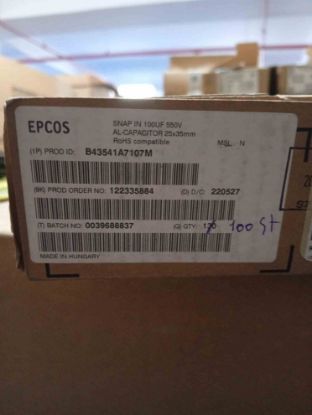 EPCOS
SNAP IN 100UF 550V
AL-CAPACITOR 25x35mm
RoHS compatible
MSL: N
(1P) PROD ID: B43541A7107M
(9K) PROD ORDER NO: 122335884 (D) D/C: 220527
(T) BATCH NO: 0039688837 (Q) QTY:
100 St
MADE IN HUNGARY